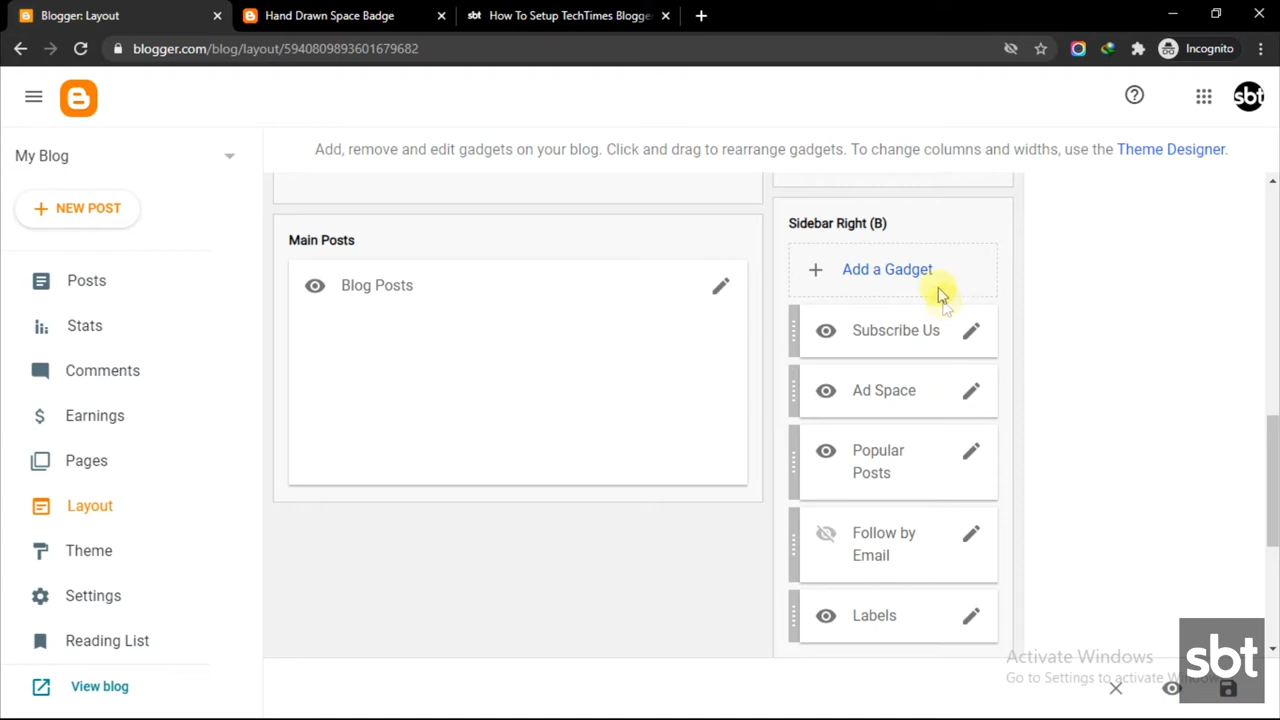 Blogger: Layout
Hand Drawn Space Badge
sbt How To Setup TechTimes Blogge
blogger.com/blog/layout/5940809893601679682
Incognito
sbt
My Blog
Add, remove and edit gadgets on your blog. Click and drag to rearrange gadgets. To change columns and widths, use the Theme Designer.
NEW POST
Posts
Stats
Comments
Earnings
Pages
Layout
Theme
Settings
Reading List
View blog
Main Posts
Blog Posts
Sidebar Right (B)
Add a Gadget
Subscribe Us
Ad Space
Popular
Posts
Follow by
Email
Labels
Activate Windows
Go to Settings to activate Windows.
sbt